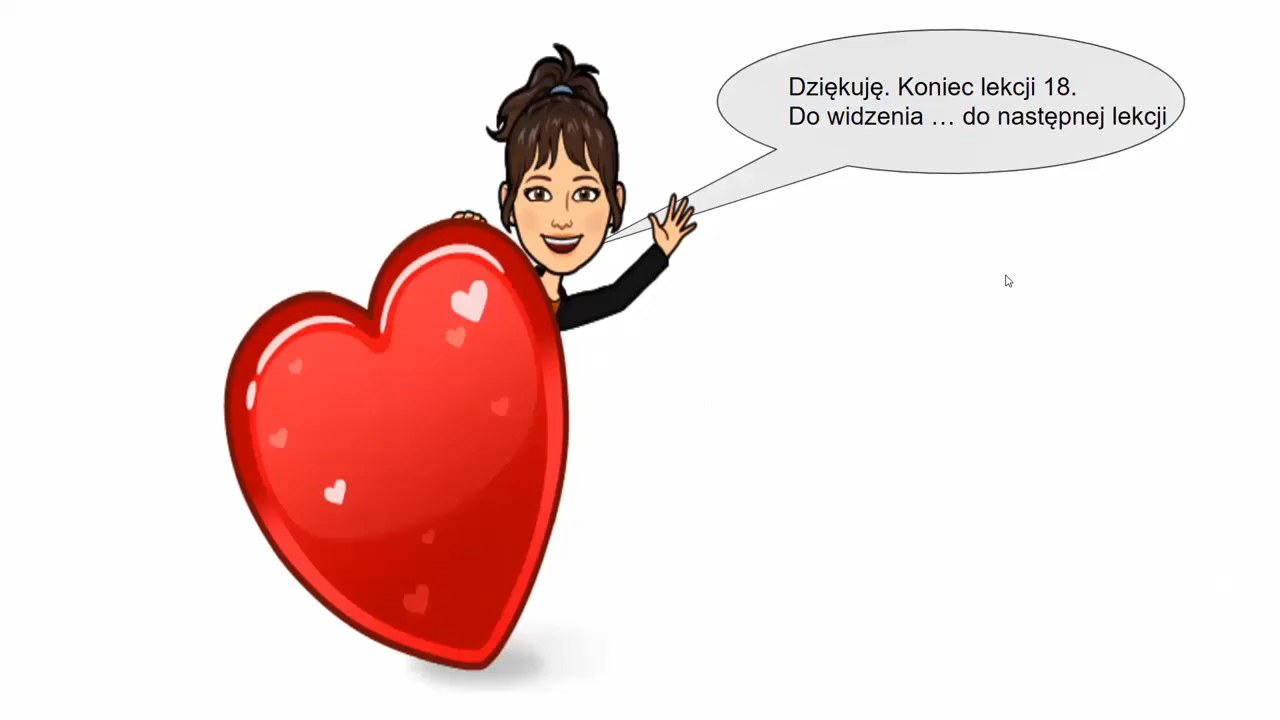 Dziękuję. Koniec lekcji 18.
Do widzenia … do następnej lekcji